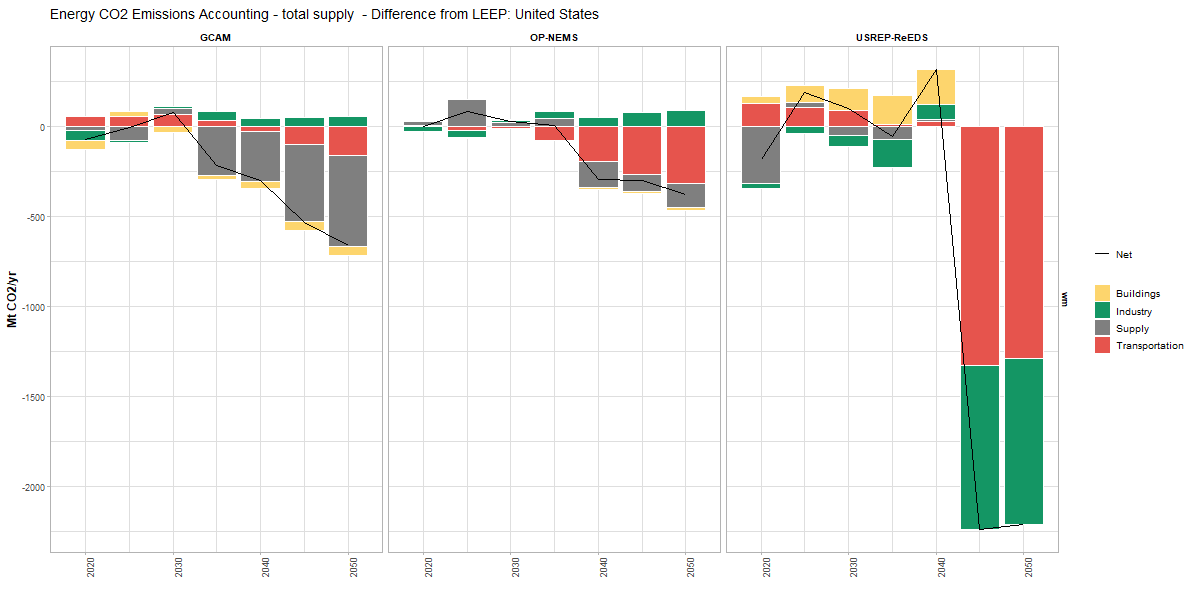 Energy CO2 Emissions Accounting - total supply  - Difference from LEEP: United States
GCAM
OP-NEMS
USREP-ReEDS
Mt CO2/yr
0
-500
-1000
-1500
-2000
2020
2030
2040
2050
2020
2030
2040
2050
2020
2030
2040
2050
wm
Net
Buildings
Industry
Supply
Transportation